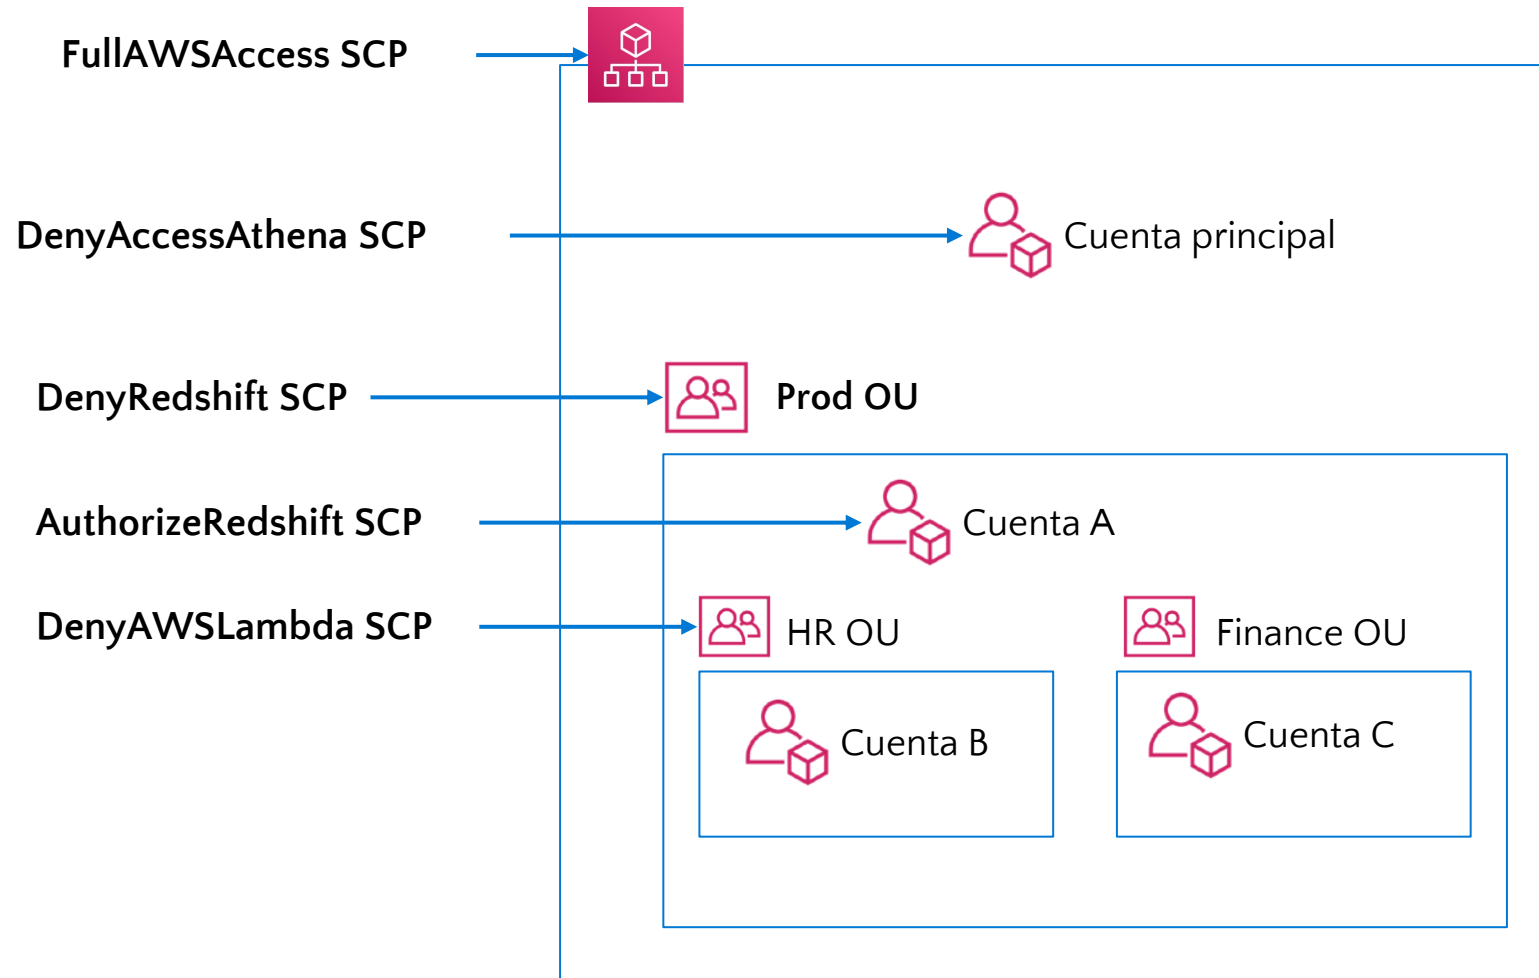 FullAWSAccess SCP
DenyAccessAthena SCP
Cuenta principal
DenyRedshift SCP
Prod OU
AuthorizeRedshift SCP
Cuenta A
DenyAWSLambda SCP
HR OU
Finance OU
Cuenta B
Cuenta C